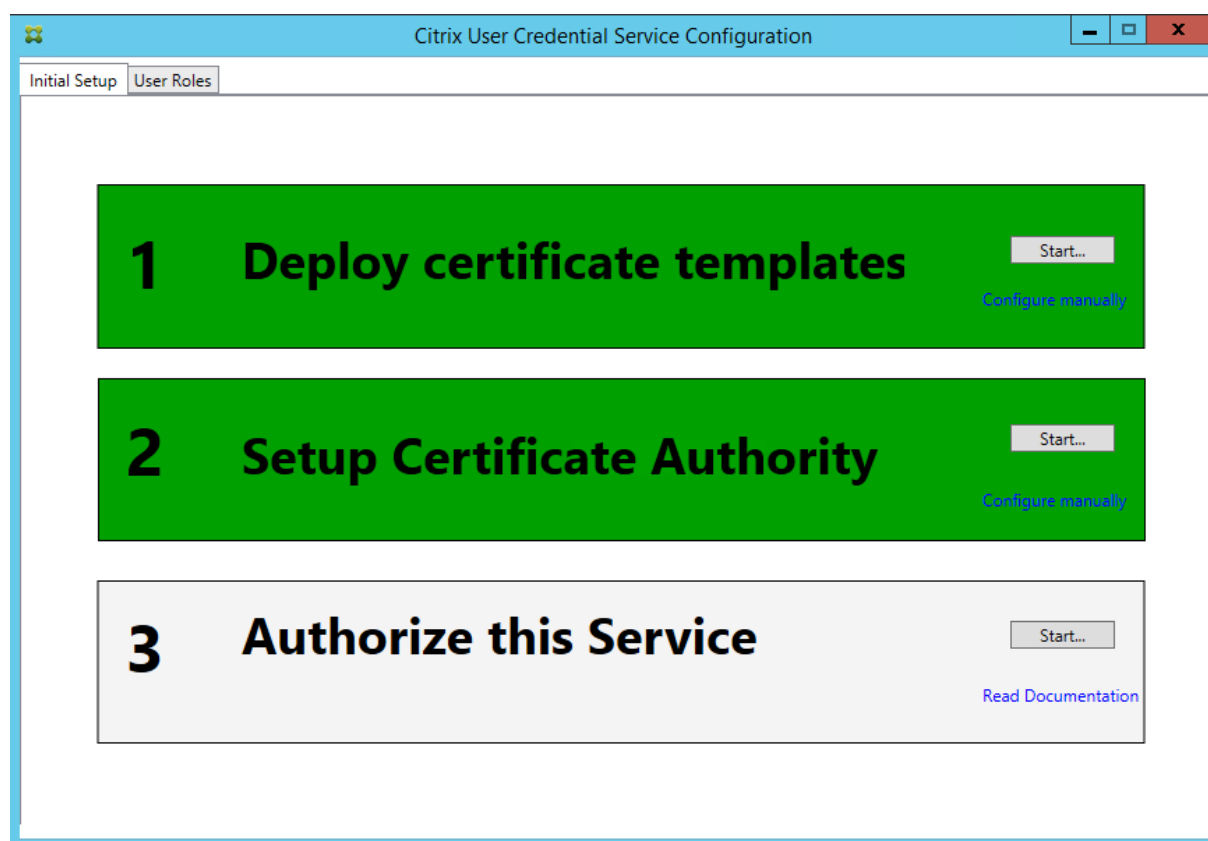 Citrix User Credential Service Configuration
Initial Setup User Roles
1 Deploy certificate templates Start...
Configure manually
2 Setup Certificate Authority Start...
Configure manually
3 Authorize this Service Start...
Read Documentation